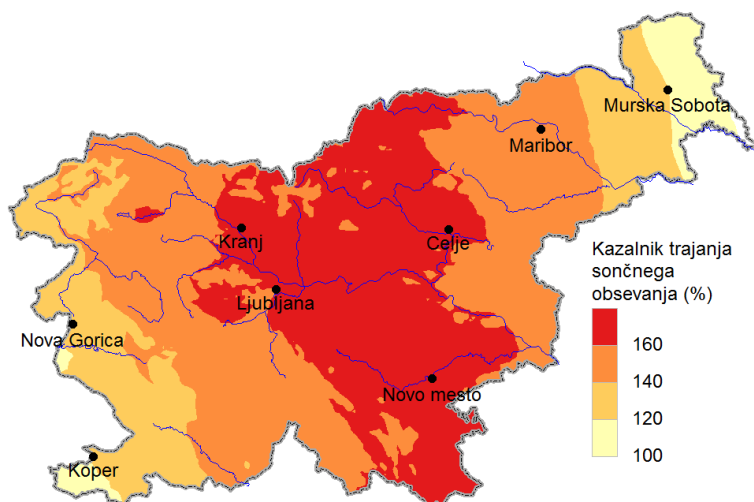 Murska Sobota
Maribor
Kranj
Celje
Ljubljana
Nova Gorica
Novo mesto
Koper
Kazalnik trajanja
sončnega
obsevanja (%)
160
140
120
100